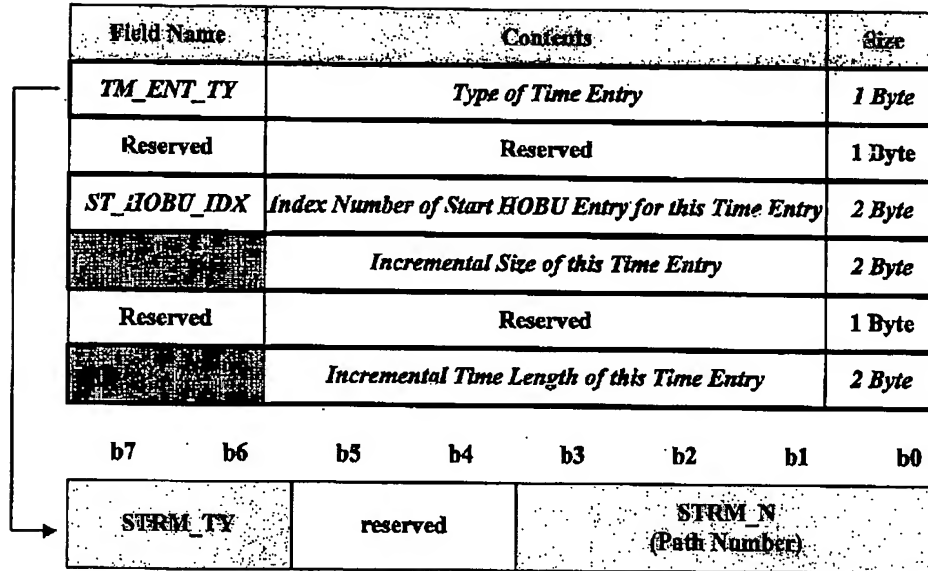 Field Name Contents Size
TM_ENT_TY Type of Time Entry 1 Byte
Reserved Reserved 1 Byte
ST_HOBU_IDX Index Number of Start HOBU Entry for this Time Entry 2 Byte
Incremental Size of this Time Entry 2 Byte
Reserved Reserved 1 Byte
Incremental Time Length of this Time Entry 2 Byte
b7 b6 b5 b4 b3 b2 b1 b0
STRM_TY reserved STRM_N
(Path Number)